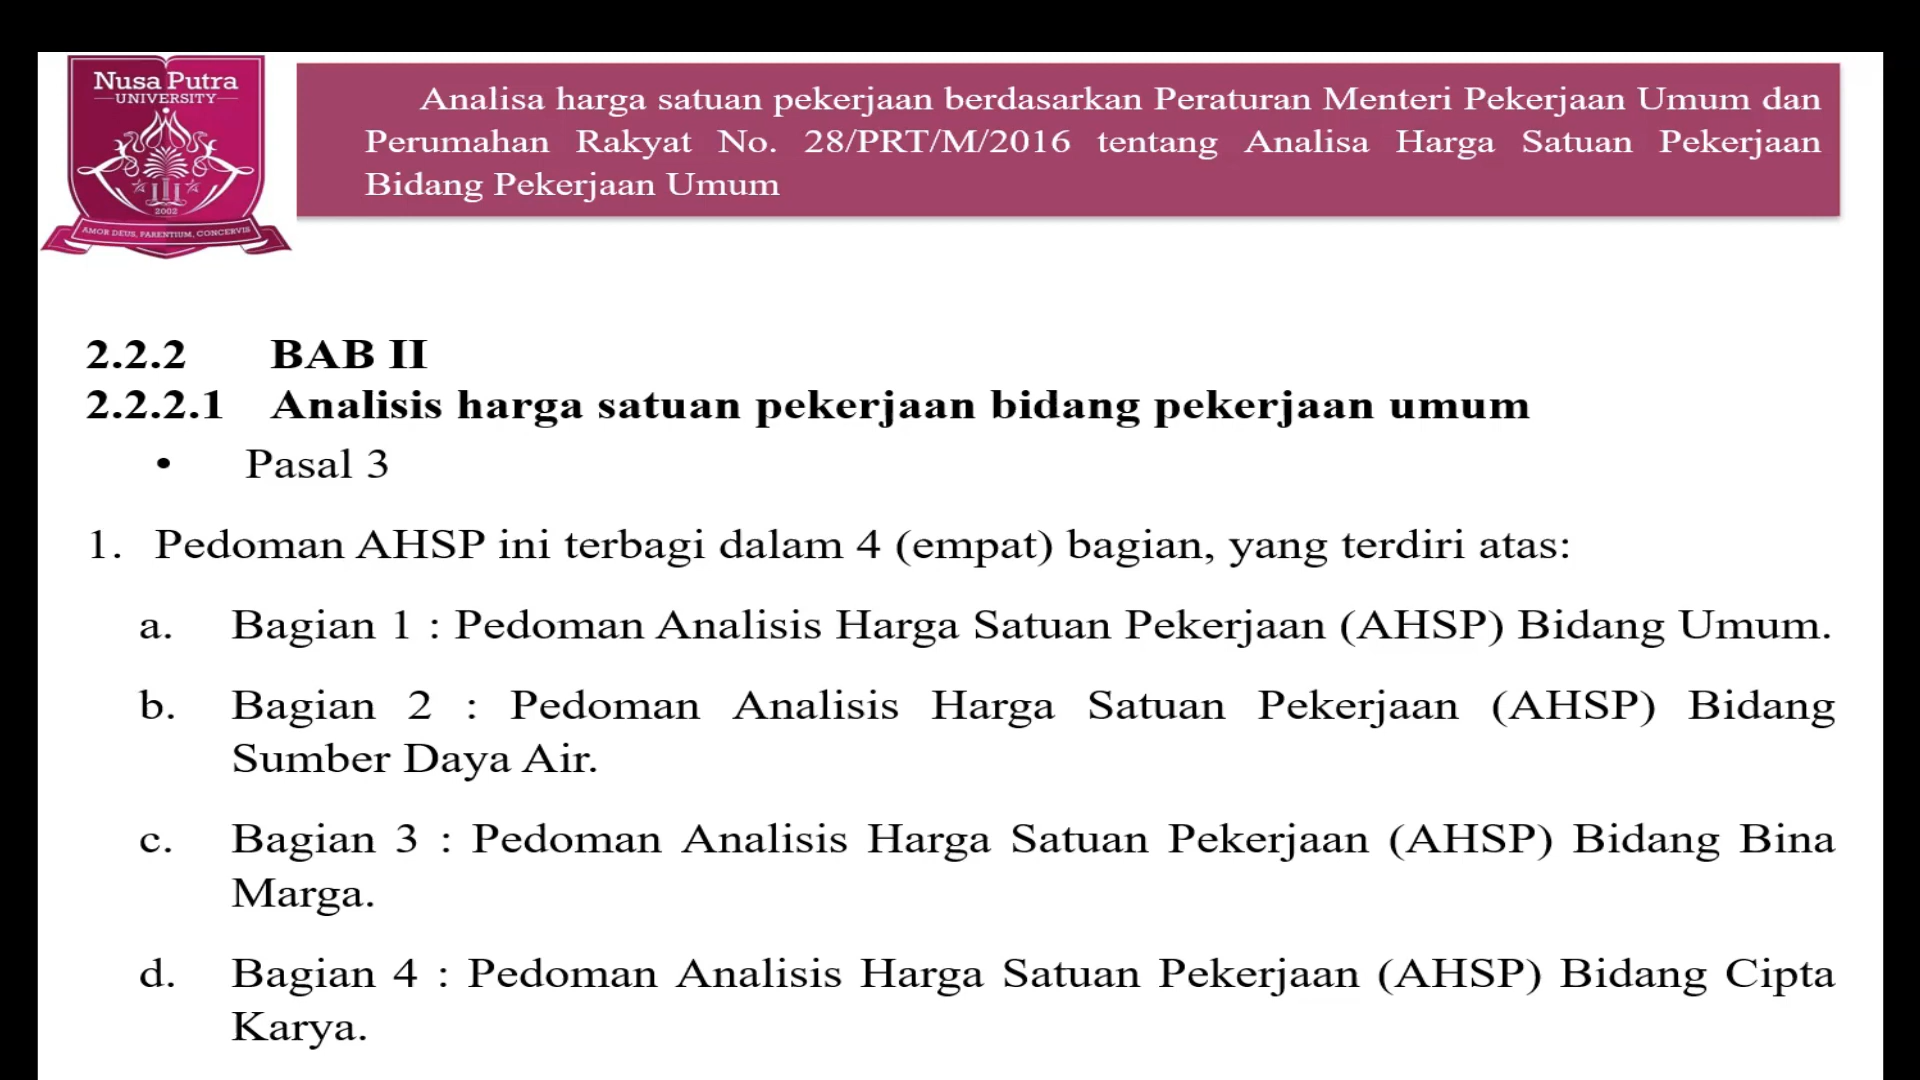 Nusa Putra
UNIVERSITY
2002
AMOR DEUS, PARENTIUM, CONCERVIS
Analisa harga satuan pekerjaan berdasarkan Peraturan Menteri Pekerjaan Umum dan
Perumahan Rakyat No. 28/PRT/M/2016 tentang Analisa Harga Satuan Pekerjaan
Bidang Pekerjaan Umum
2.2.2 BAB II
2.2.2.1 Analisis harga satuan pekerjaan bidang pekerjaan umum
• Pasal 3
1. Pedoman AHSP ini terbagi dalam 4 (empat) bagian, yang terdiri atas:
a. Bagian 1 : Pedoman Analisis Harga Satuan Pekerjaan (AHSP) Bidang Umum.
b. Bagian 2 : Pedoman Analisis Harga Satuan Pekerjaan (AHSP) Bidang
Sumber Daya Air.
c. Bagian 3 : Pedoman Analisis Harga Satuan Pekerjaan (AHSP) Bidang Bina
Marga.
d. Bagian 4 : Pedoman Analisis Harga Satuan Pekerjaan (AHSP) Bidang Cipta
Karya.